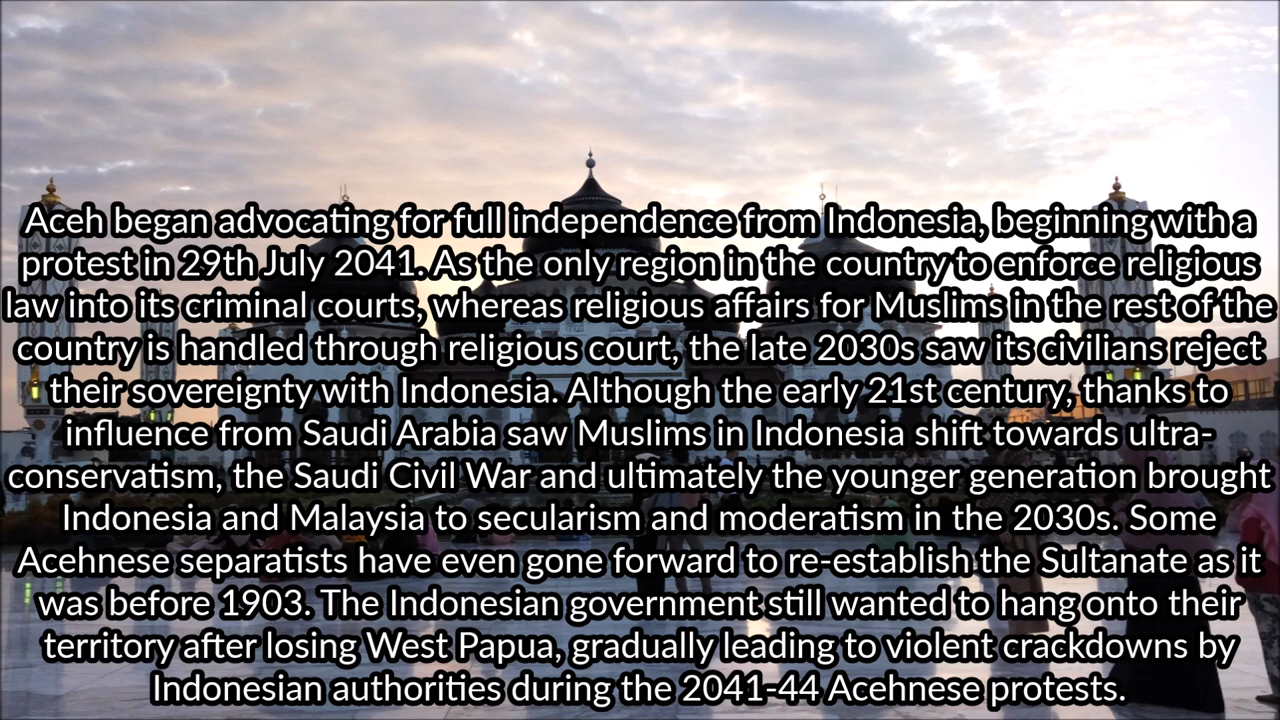 Aceh began advocating for full independence from Indonesia, beginning with a
protest in 29th July 2041. As the only region in the country to enforce religious
law into its criminal courts, whereas religious affairs for Muslims in the rest of the
country is handled through religious court, the late 2030s saw its civilians reject
their sovereignty with Indonesia. Although the early 21st century, thanks to
influence from Saudi Arabia saw Muslims in Indonesia shift towards ultra-
conservatism, the Saudi Civil War and ultimately the younger generation brought
Indonesia and Malaysia to secularism and moderatism in the 2030s. Some
Acehnese separatists have even gone forward to re-establish the Sultanate as it
was before 1903. The Indonesian government still wanted to hang onto their
territory after losing West Papua, gradually leading to violent crackdowns by
Indonesian authorities during the 2041-44 Acehnese protests.